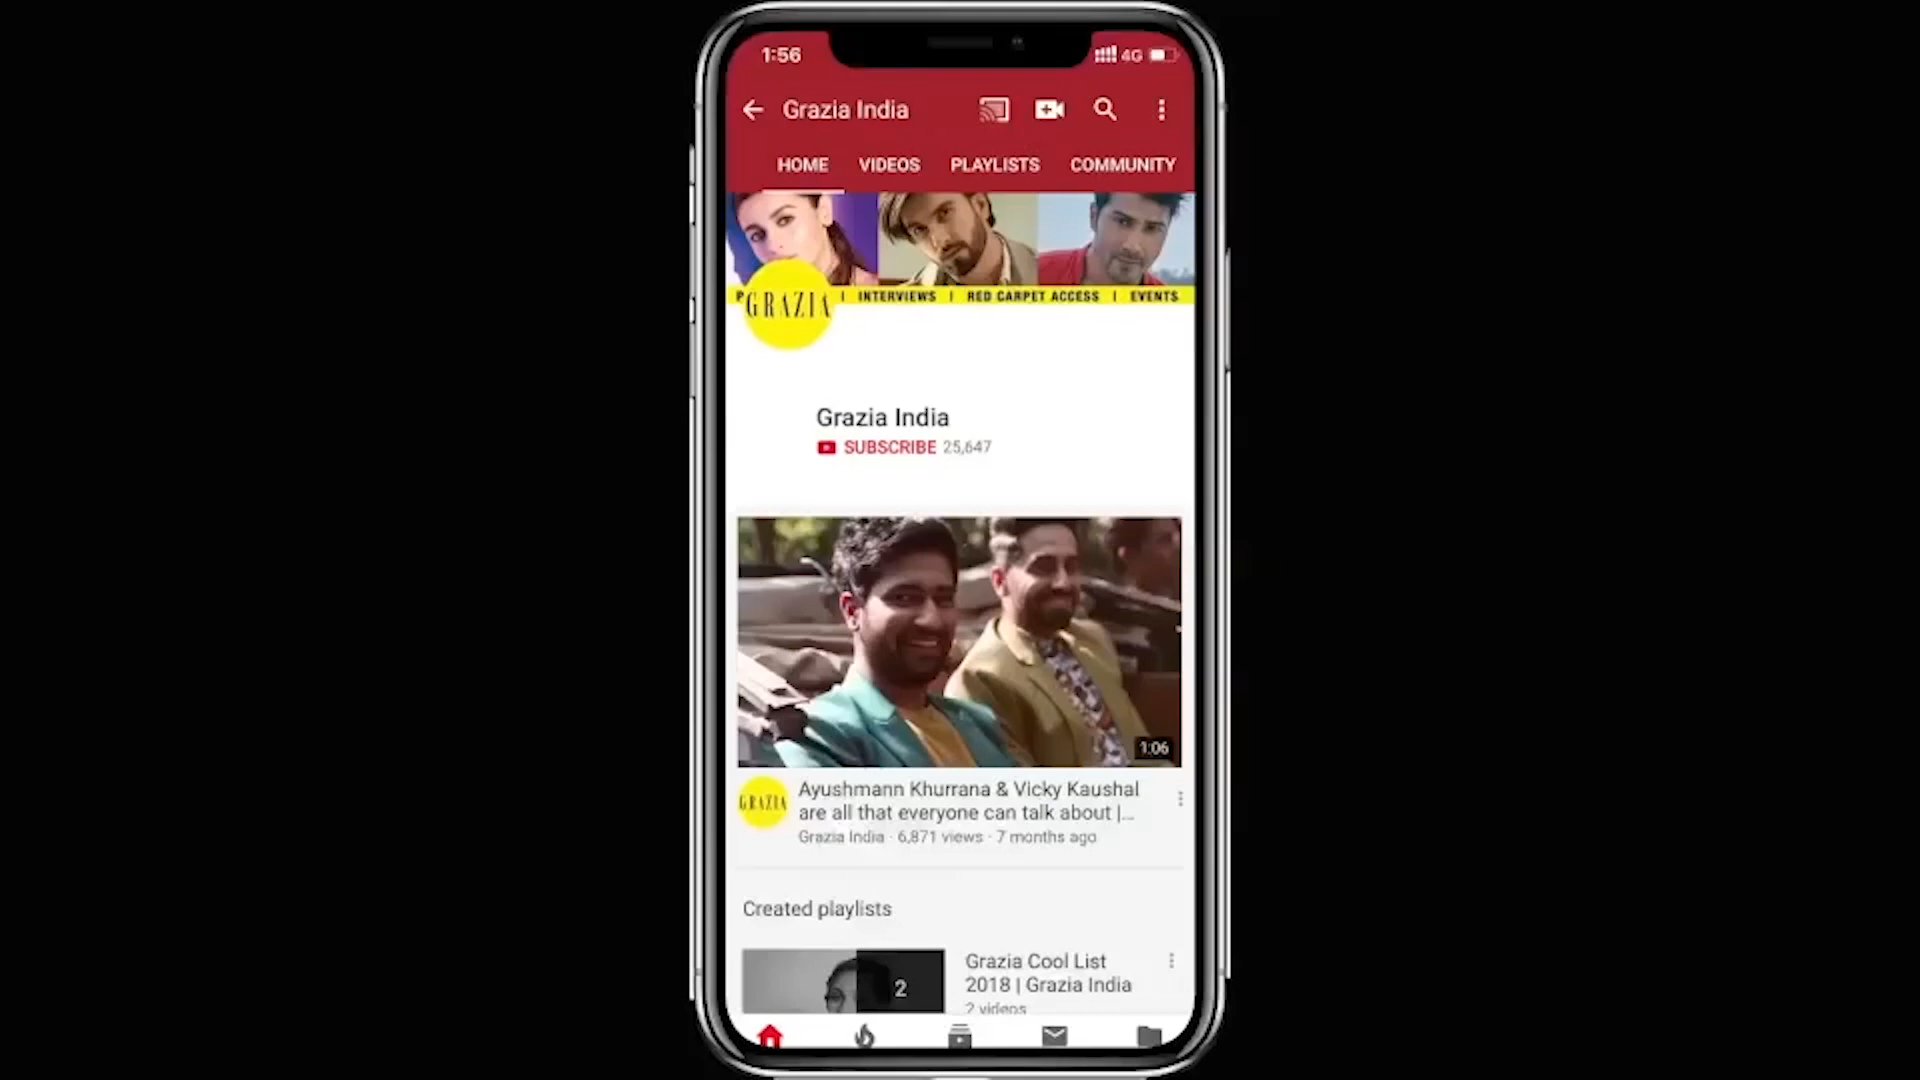 1:56
4G
Grazia India
HOME VIDEOS PLAYLISTS COMMUNITY
GRAZIA | INTERVIEWS | RED CARPET ACCESS | EVENTS
Grazia India
SUBSCRIBE 25,647
1:06
GRAZIA
Ayushmann Khurrana & Vicky Kaushal
are all that everyone can talk about |...
Grazia India · 6,871 views · 7 months ago
Created playlists
2
Grazia Cool List
2018 | Grazia India
2 videos